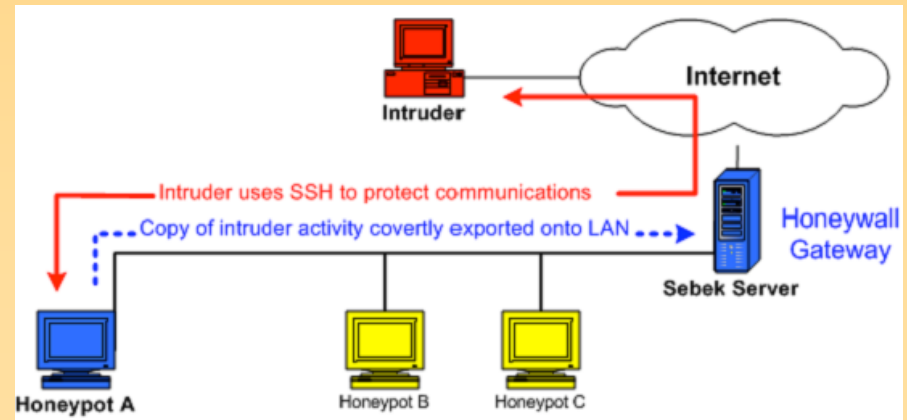 Internet
Intruder
Intruder uses SSH to protect communications
Copy of intruder activity covertly exported onto LAN
Honeywall
Gateway
Sebek Server
Honeypot A
Honeypot B
Honeypot C